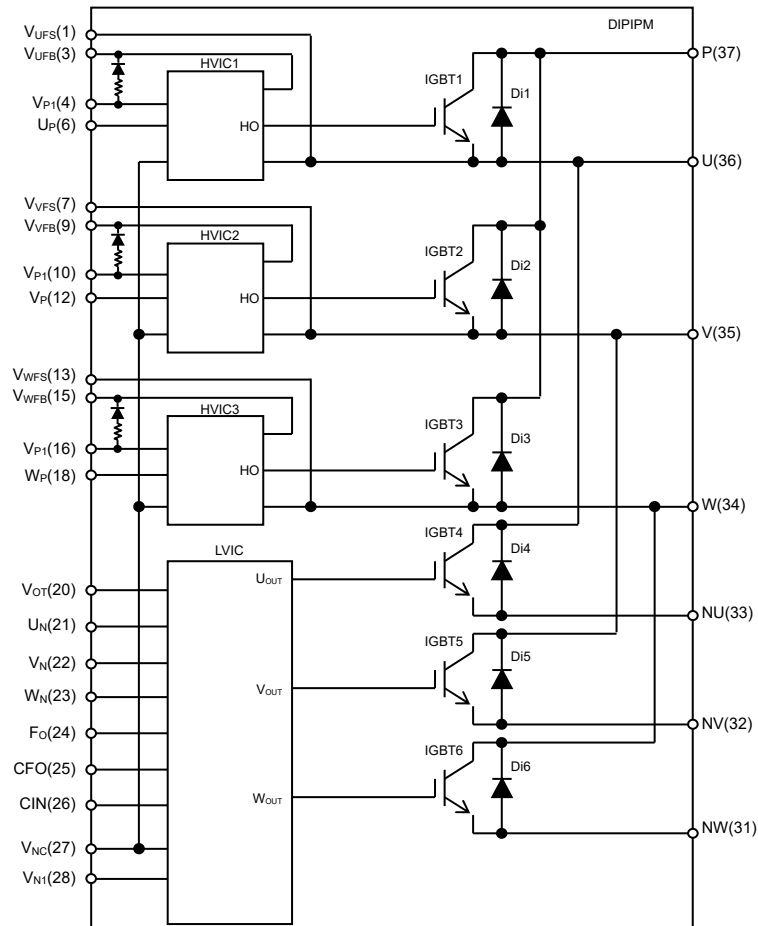 DIPIPM
VUFS(1)
VUFB(3)
HVIC1
IGBT1
P(37)
Di1
VP1(4)
UP(6)
HO
U(36)
VVFS(7)
VVFB(9)
HVIC2
IGBT2
Di2
VP1(10)
VP(12)
HO
V(35)
VWFS(13)
VWFB(15)
HVIC3
IGBT3
Di3
VP1(16)
WP(18)
HO
W(34)
IGBT4
LVIC
Di4
UOUT
VOT(20)
NU(33)
UN(21)
IGBT5
Di5
VN(22)
VOUT
WN(23)
NV(32)
FO(24)
IGBT6
CFO(25)
Di6
CIN(26)
WOUT
NW(31)
VNC(27)
VN1(28)